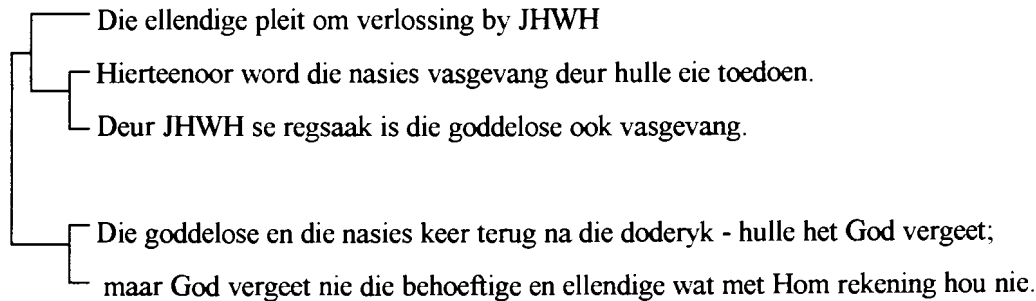 Die ellendige pleit om verlossing by JHWH
Hierteenoor word die nasies vasgevang deur hulle eie toedoen.
Deur JHWH se regsaak is die goddelose ook vasgevang.
Die goddelose en die nasies keer terug na die doderyk - hulle het God vergeet;
maar God vergeet nie die behoeftige en ellendige wat met Hom rekening hou nie.